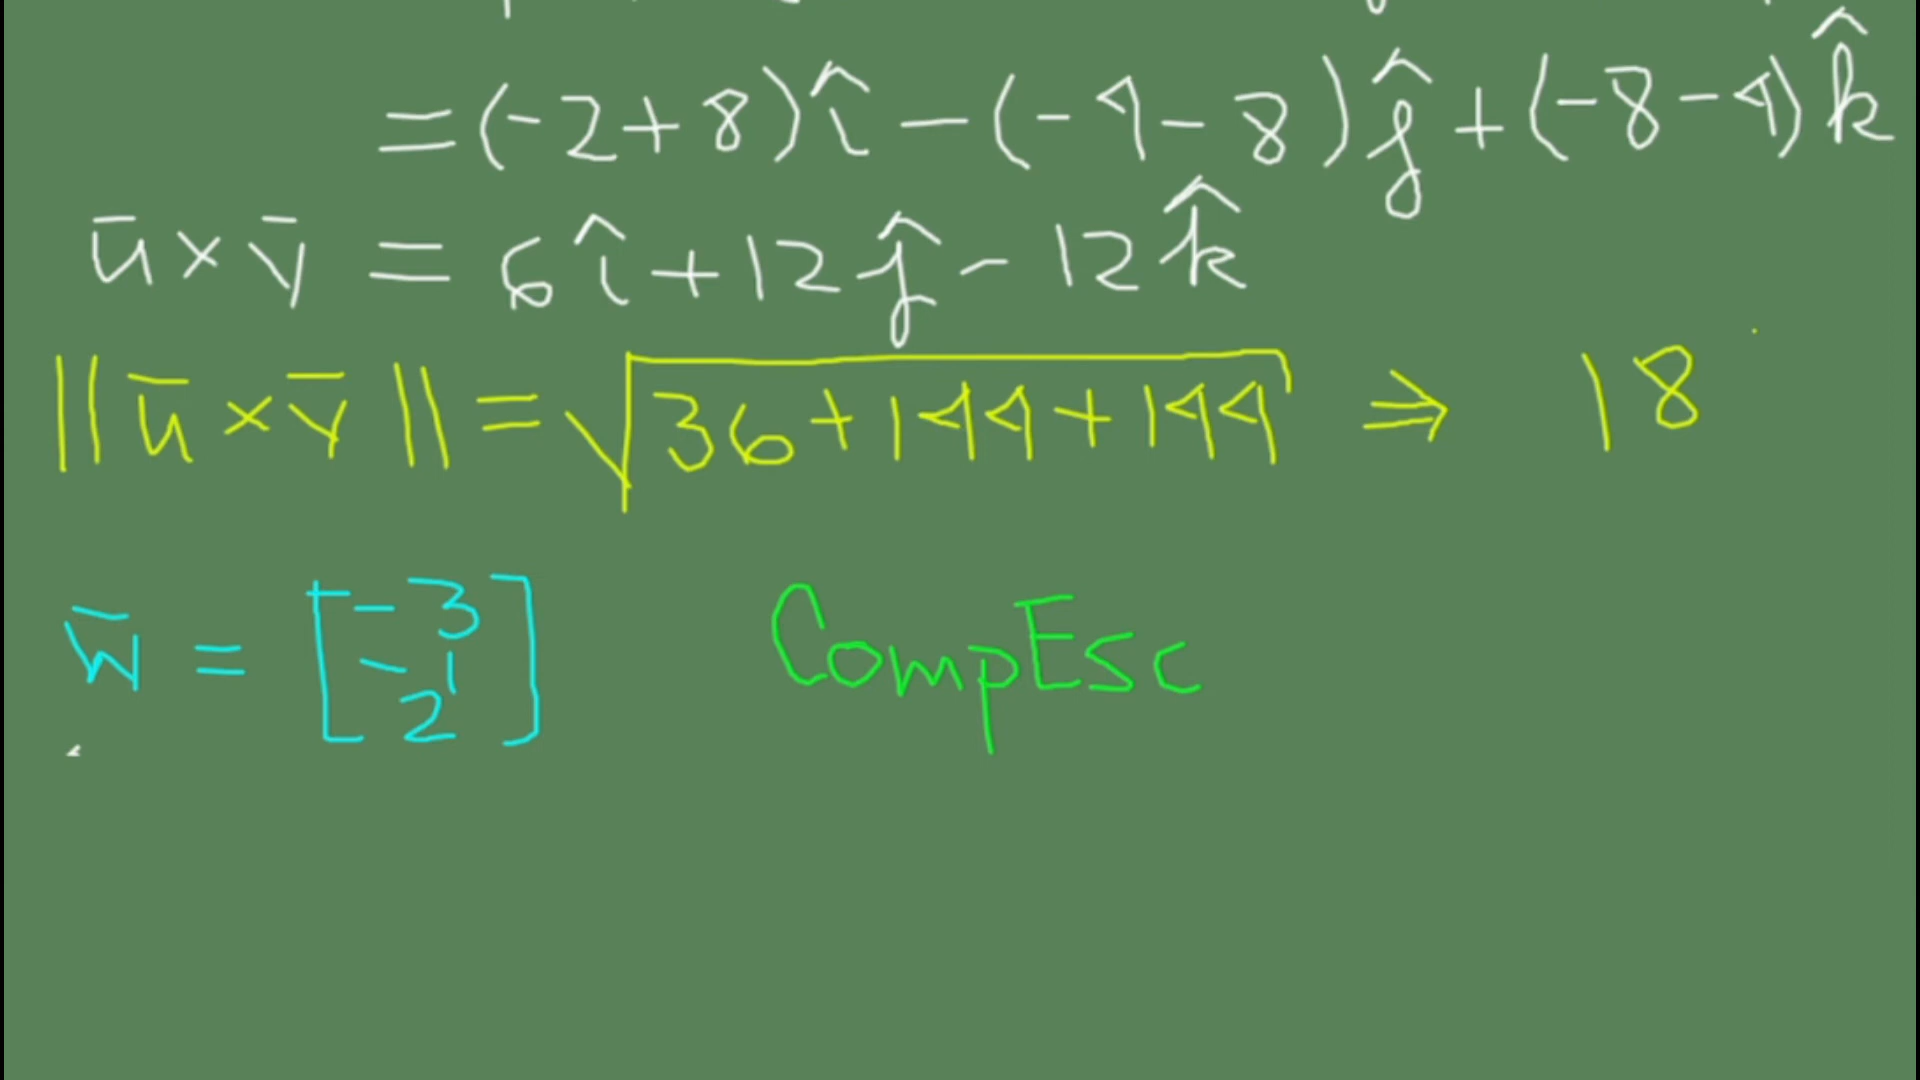 =(-2+8)î-(-4-8)ĵ+(-8-4)k̂
ū×v̄ = 6î+12ĵ-12k̂
||ū×v̄|| = √36+144+144 ⇒ 18
w̄ = [-3
-1
2]
CompEsc